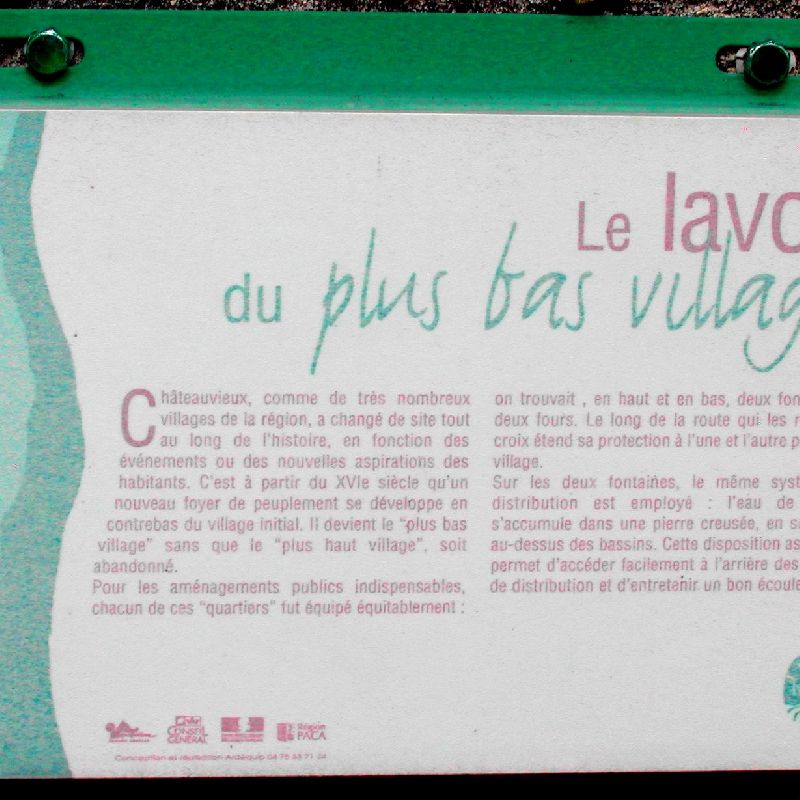 Le lavo
du plus bas villag
Châteauvieux, comme de très nombreux
villages de la région, a changé de site tout
au long de l'histoire, en fonction des
événements ou des nouvelles aspirations des
habitants. C'est à partir du XVIe siècle qu'un
nouveau foyer de peuplement se développe en
contrebas du village initial. Il devient le "plus bas
village" sans que le "plus haut village", soit
abandonné.
Pour les aménagements publics indispensables,
chacun de ces "quartiers" fut équipé équitablement :
on trouvait , en haut et en bas, deux fon
deux fours. Le long de la route qui les r
croix étend sa protection à l'une et l'autre p
village.
Sur les deux fontaines, le même syst
distribution est employé : l'eau de
s'accumule dans une pierre creusée, en sa
au-dessus des bassins. Cette disposition as
permet d'accéder facilement à l'arrière des
de distribution et d'entretenir un bon écoule
CONSEIL
GENERAL
Région
PACA
Conception et réalisation